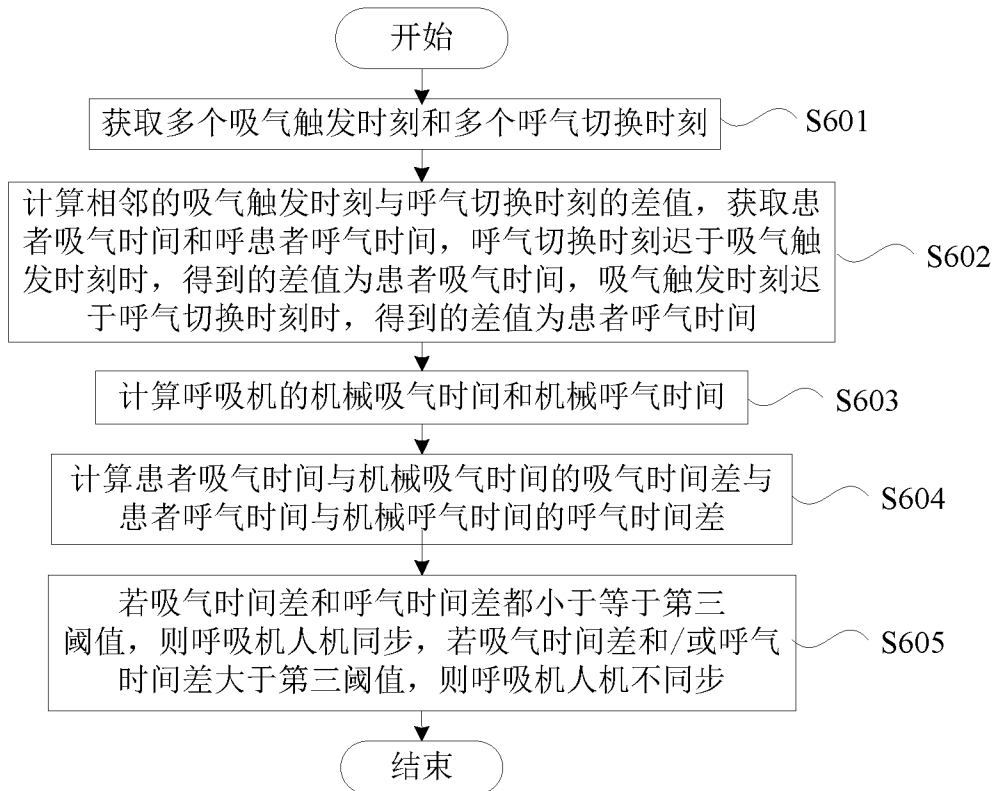 开始
获取多个吸气触发时刻和多个呼气切换时刻
S601
计算相邻的吸气触发时刻与呼气切换时刻的差值，获取患
者吸气时间和呼患者呼气时间，呼气切换时刻迟于吸气触
发时刻时，得到的差值为患者吸气时间，吸气触发时刻迟
于呼气切换时刻时，得到的差值为患者呼气时间
S602
计算呼吸机的机械吸气时间和机械呼气时间
S603
计算患者吸气时间与机械吸气时间的吸气时间差与
患者呼气时间与机械呼气时间的呼气时间差
S604
若吸气时间差和呼气时间差都小于等于第三
阈值，则呼吸机人机同步，若吸气时间差和/或呼气
时间差大于第三阈值，则呼吸机人机不同步
S605
结束